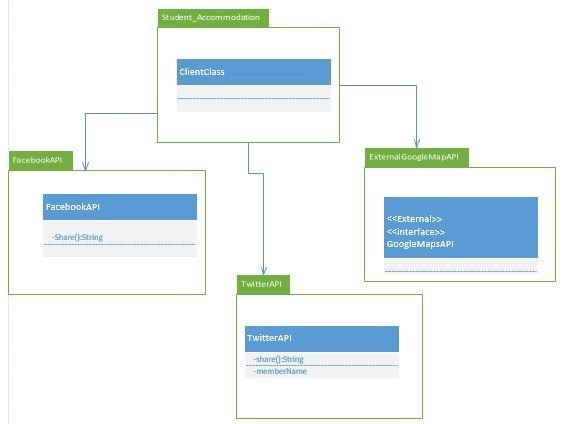 Student_Accommodation
ClientClass
FacebookAPI
FacebookAPI
-Share():String
ExternalGoogleMapAPI
<<External>>
<<interface>>
GoogleMapsAPI
TwitterAPI
TwitterAPI
-share():String
-memberName